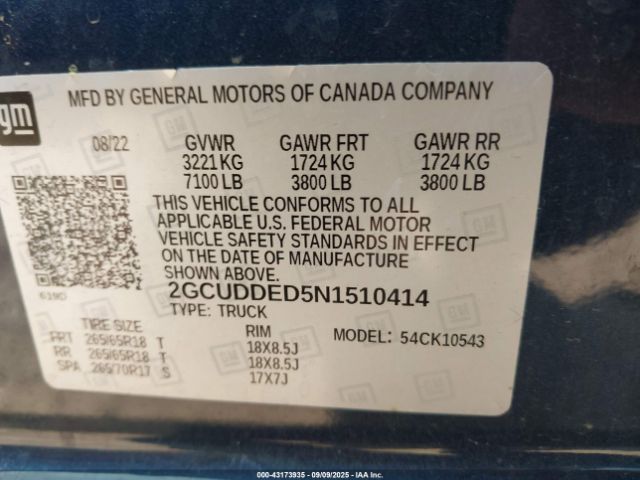 gm
MFD BY GENERAL MOTORS OF CANADA COMPANY
08/22 GVWR GAWR FRT GAWR RR
3221 KG 1724 KG 1724 KG
7100 LB 3800 LB 3800 LB
THIS VEHICLE CONFORMS TO ALL
APPLICABLE U.S. FEDERAL MOTOR
VEHICLE SAFETY STANDARDS IN EFFECT
ON THE DATE OF MANUFACTURE
SHOWN ABOVE.
619D 2GCUDDED5N1510414
TYPE: TRUCK
TIRE SIZE RIM MODEL: 54CK10543
FRT 265/65R18 T 18X8.5J
RR 265/65R18 T 18X8.5J
SPA 265/70R17 S 17X7J
000-43173935 - 09/09/2025 - IAA Inc.